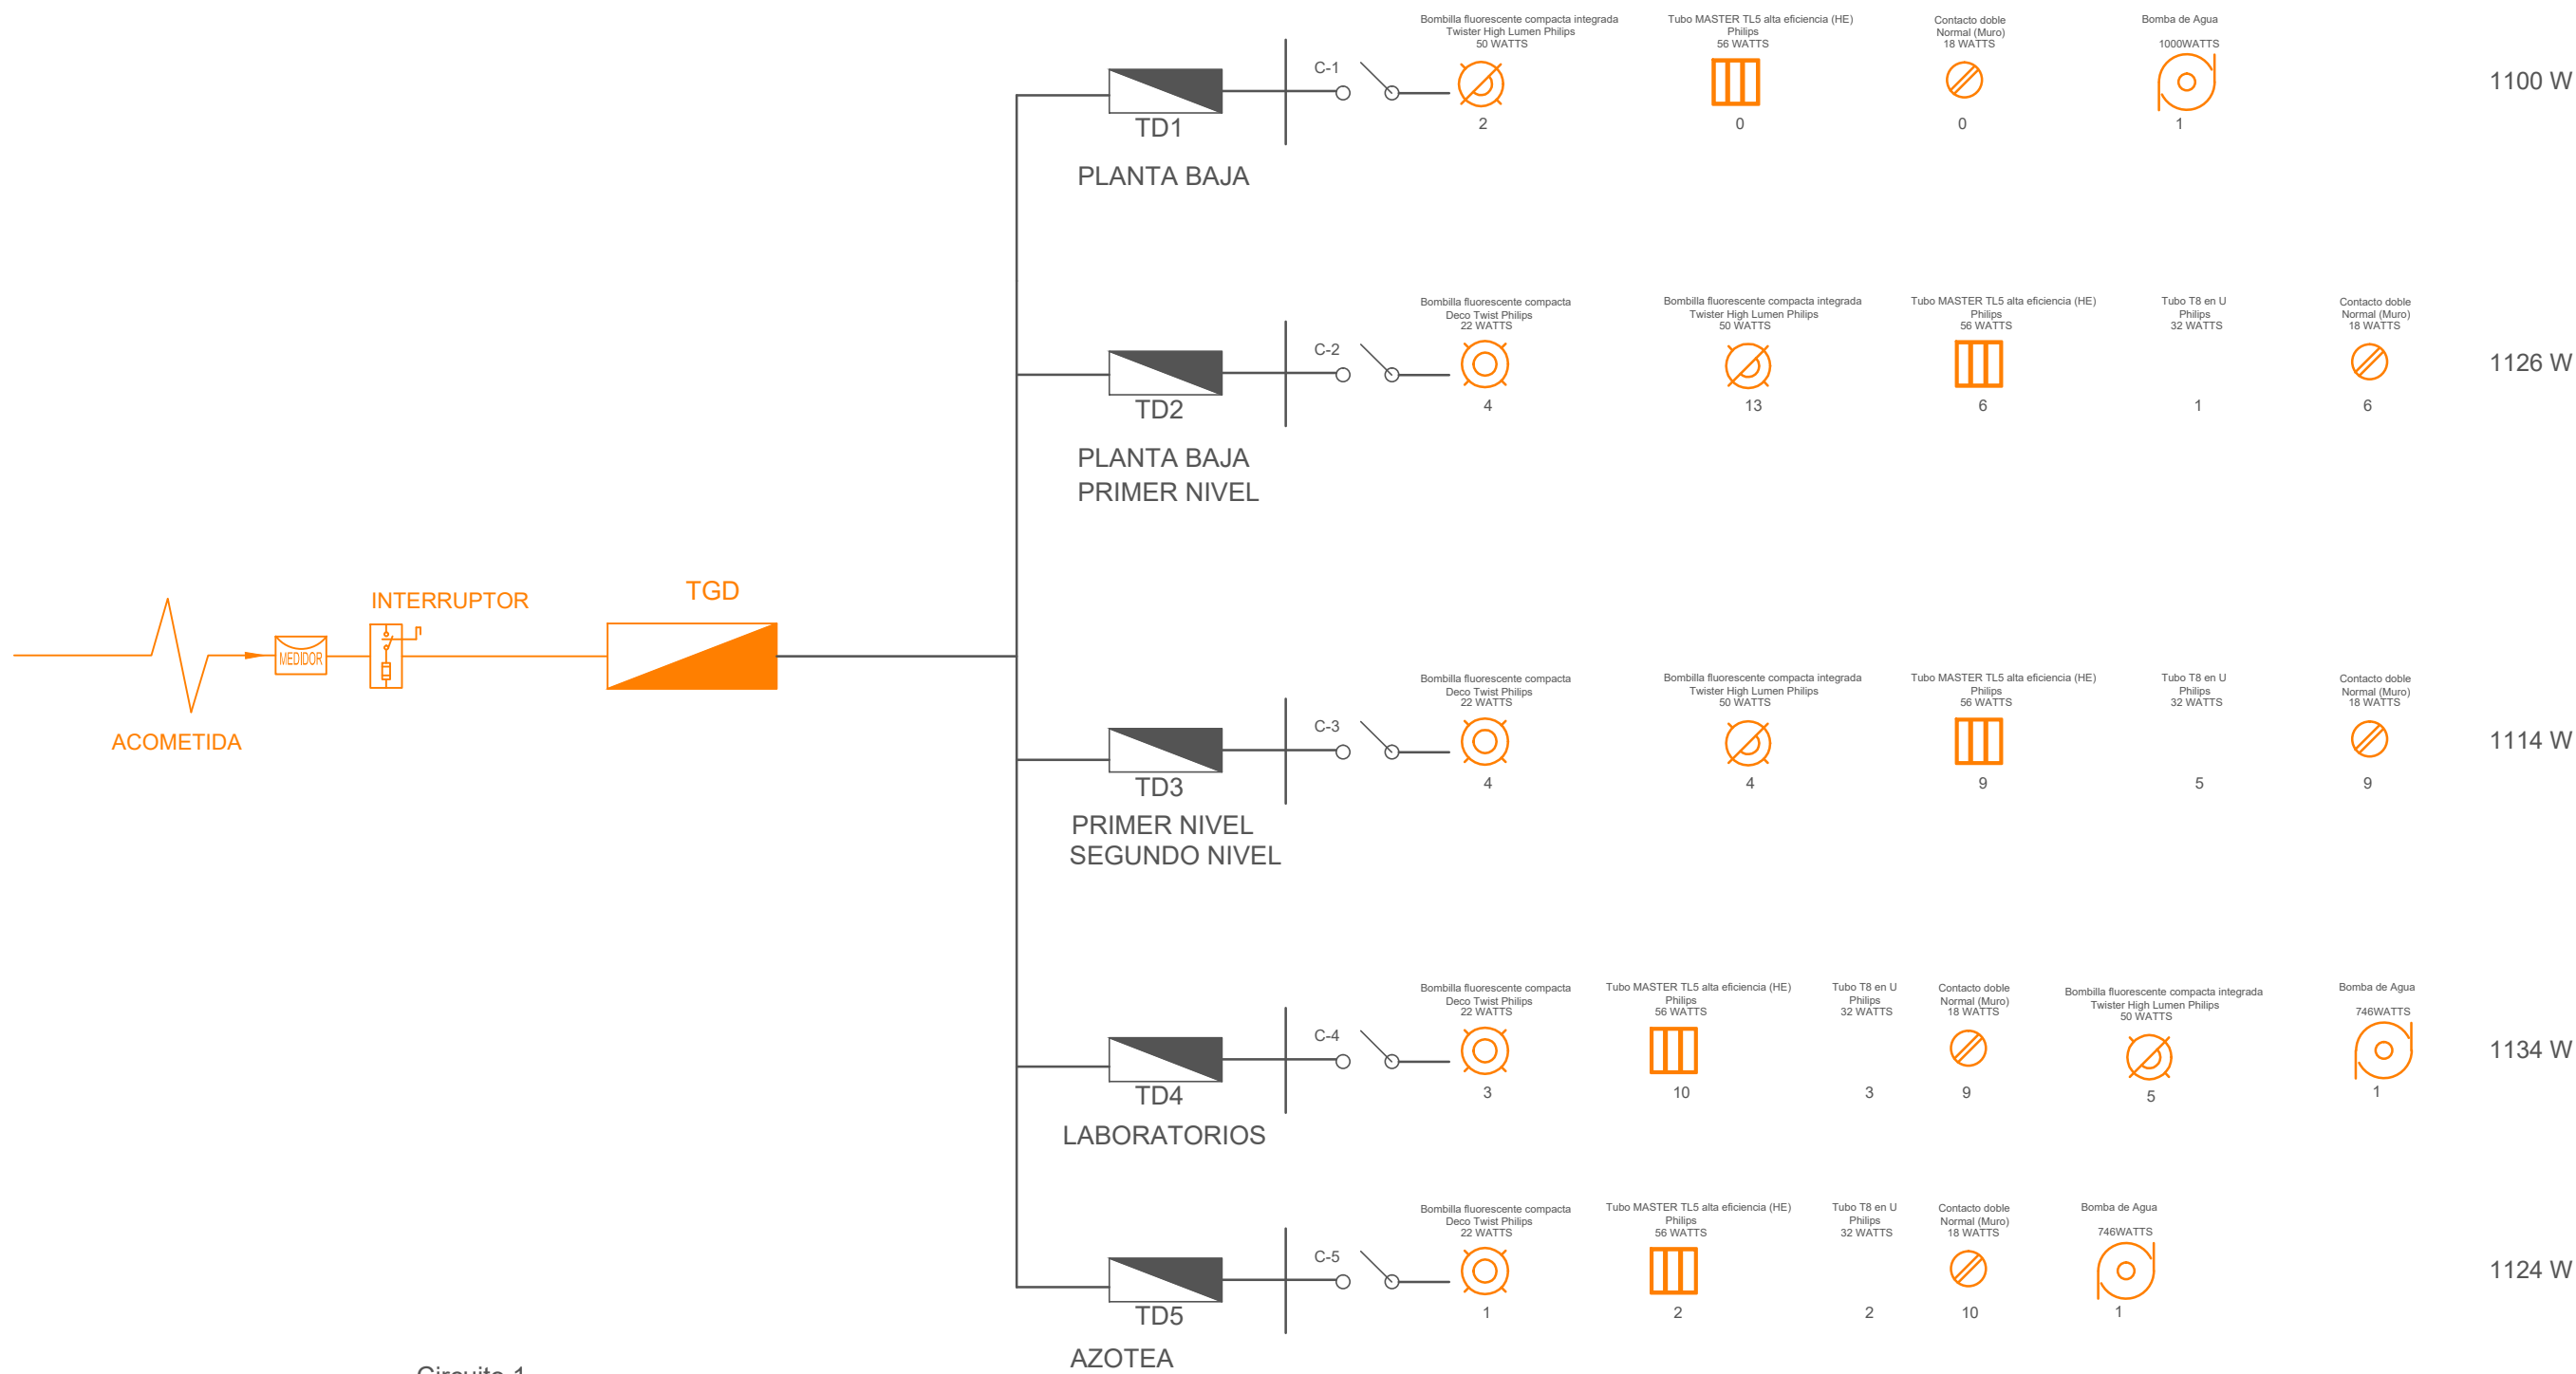 Bombilla fluorescente compacta integrada
Twister High Lumen Philips
50 WATTS
Tubo MASTER TL5 alta eficiencia (HE)
Philips
56 WATTS
Contacto doble
Normal (Muro)
18 WATTS
Bomba de Agua
1000WATTS
C-1
1100 W
2
0
0
1
TD1
PLANTA BAJA
Bombilla fluorescente compacta
Deco Twist Philips
22 WATTS
Bombilla fluorescente compacta integrada
Twister High Lumen Philips
50 WATTS
Tubo MASTER TL5 alta eficiencia (HE)
Philips
56 WATTS
Tubo T8 en U
Philips
32 WATTS
Contacto doble
Normal (Muro)
18 WATTS
C-2
1126 W
4
13
6
1
6
TD2
PLANTA BAJA
PRIMER NIVEL
TGD
INTERRUPTOR
MEDIDOR
ACOMETIDA
Bombilla fluorescente compacta
Deco Twist Philips
22 WATTS
Bombilla fluorescente compacta integrada
Twister High Lumen Philips
50 WATTS
Tubo MASTER TL5 alta eficiencia (HE)
Philips
56 WATTS
Tubo T8 en U
Philips
32 WATTS
Contacto doble
Normal (Muro)
18 WATTS
C-3
1114 W
4
4
9
5
9
TD3
PRIMER NIVEL
SEGUNDO NIVEL
Bombilla fluorescente compacta
Deco Twist Philips
22 WATTS
Tubo MASTER TL5 alta eficiencia (HE)
Philips
56 WATTS
Tubo T8 en U
Philips
32 WATTS
Contacto doble
Normal (Muro)
18 WATTS
Bombilla fluorescente compacta integrada
Twister High Lumen Philips
50 WATTS
Bomba de Agua
746WATTS
C-4
1134 W
3
10
3
9
5
1
TD4
LABORATORIOS
Bombilla fluorescente compacta
Deco Twist Philips
22 WATTS
Tubo MASTER TL5 alta eficiencia (HE)
Philips
56 WATTS
Tubo T8 en U
Philips
32 WATTS
Contacto doble
Normal (Muro)
18 WATTS
Bomba de Agua
746WATTS
C-5
1124 W
1
2
2
10
1
TD5
AZOTEA
Circuito 1